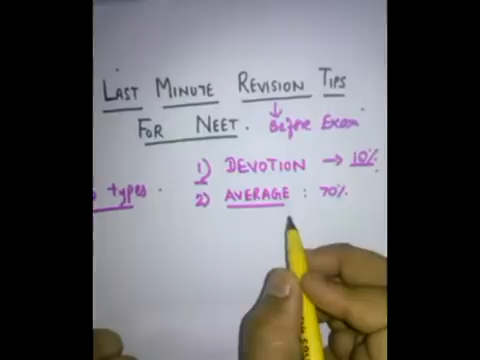 LAST MINUTE REVISION TIPS
FOR NEET. Before Exam
1) DEVOTION → 10%
types.
2) AVERAGE : 70%